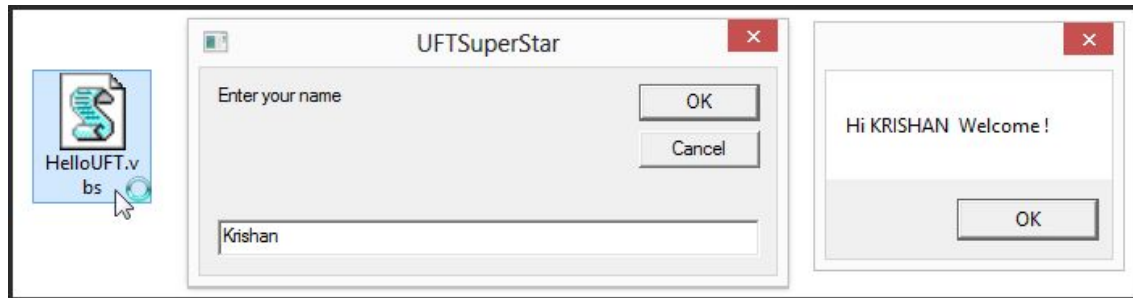 HelloUFT.v
bs
UFTSuperStar
Enter your name
OK
Cancel
Krishan
Hi KRISHAN  Welcome !
OK